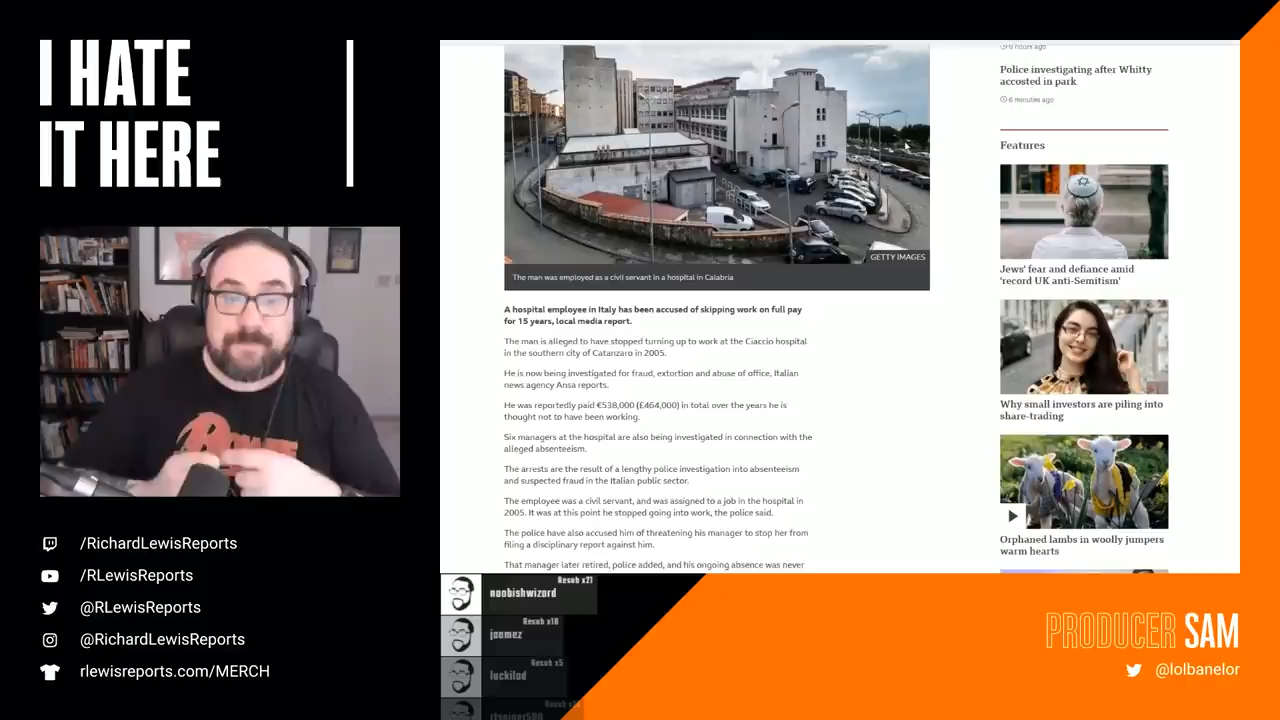 I HATE
IT HERE
/RichardLewisReports
/RLewisReports
@RLewisReports
@RichardLewisReports
rlewisreports.com/MERCH
GETTY IMAGES
The man was employed as a civil servant in a hospital in Calabria
A hospital employee in Italy has been accused of skipping work on full pay
for 15 years, local media report.
The man is alleged to have stopped turning up to work at the Ciaccio hospital
in the southern city of Catanzaro in 2005.
He is now being investigated for fraud, extortion and abuse of office, Italian
news agency Ansa reports.
He was reportedly paid €538,000 (£464,000) in total over the years he is
thought not to have been working.
Six managers at the hospital are also being investigated in connection with the
alleged absenteeism.
The arrests are the result of a lengthy police investigation into absenteeism
and suspected fraud in the Italian public sector.
The employee was a civil servant, and was assigned to a job in the hospital in
2005. It was at this point he stopped going into work, the police said.
The police have also accused him of threatening his manager to stop her from
filing a disciplinary report against him.
That manager later retired, police added, and his ongoing absence was never
hours ago
Police investigating after Whitty
accosted in park
6 minutes ago
Features
Jews' fear and defiance amid
'record UK anti-Semitism'
Why small investors are piling into
share-trading
Orphaned lambs in woolly jumpers
warm hearts
Resub x21
noobishwizard
Resub x18
joomez
Resub x5
luckilad
PRODUCER SAM
@lolbanelor